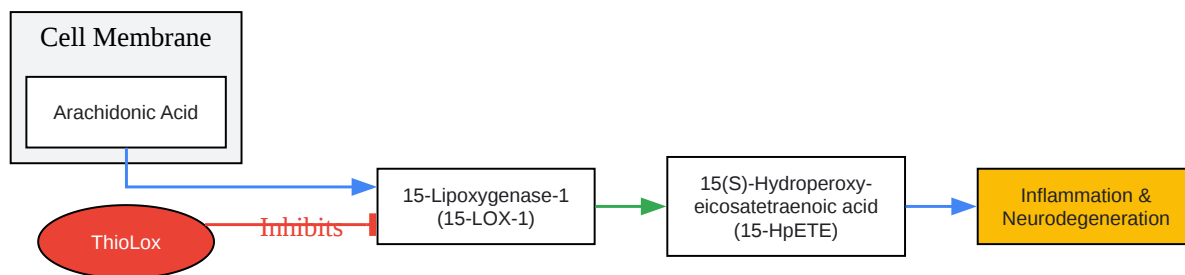 Cell Membrane
Arachidonic Acid
ThioLox
Inhibits
15-Lipoxygenase-1
(15-LOX-1)
15(S)-Hydroperoxy-
eicosatetraenoic acid
(15-HpETE)
Inflammation &
Neurodegeneration